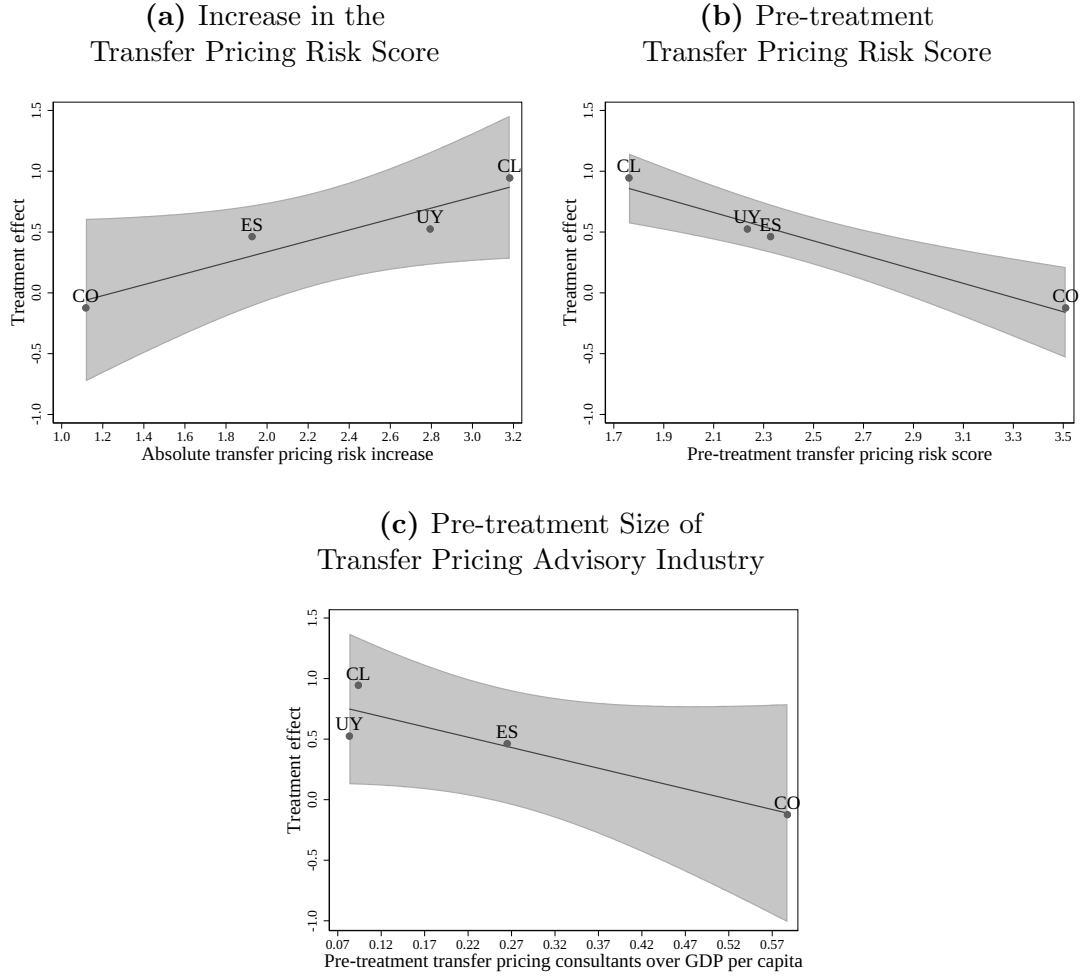 (a) Increase in the
Transfer Pricing Risk Score
Treatment effect
1.5
1.0
0.5
0.0
-0.5
-1.0
CL
ES
UY
CO
1.0 1.2 1.4 1.6 1.8 2.0 2.2 2.4 2.6 2.8 3.0 3.2
Absolute transfer pricing risk increase
(b) Pre-treatment
Transfer Pricing Risk Score
Treatment effect
1.5
1.0
0.5
0.0
-0.5
-1.0
CL
UY ES
CO
1.7 1.9 2.1 2.3 2.5 2.7 2.9 3.1 3.3 3.5
Pre-treatment transfer pricing risk score
(c) Pre-treatment Size of
Transfer Pricing Advisory Industry
Treatment effect
1.5
1.0
0.5
0.0
-0.5
-1.0
CL
UY
ES
CO
0.07 0.12 0.17 0.22 0.27 0.32 0.37 0.42 0.47 0.52 0.57
Pre-treatment transfer pricing consultants over GDP per capita